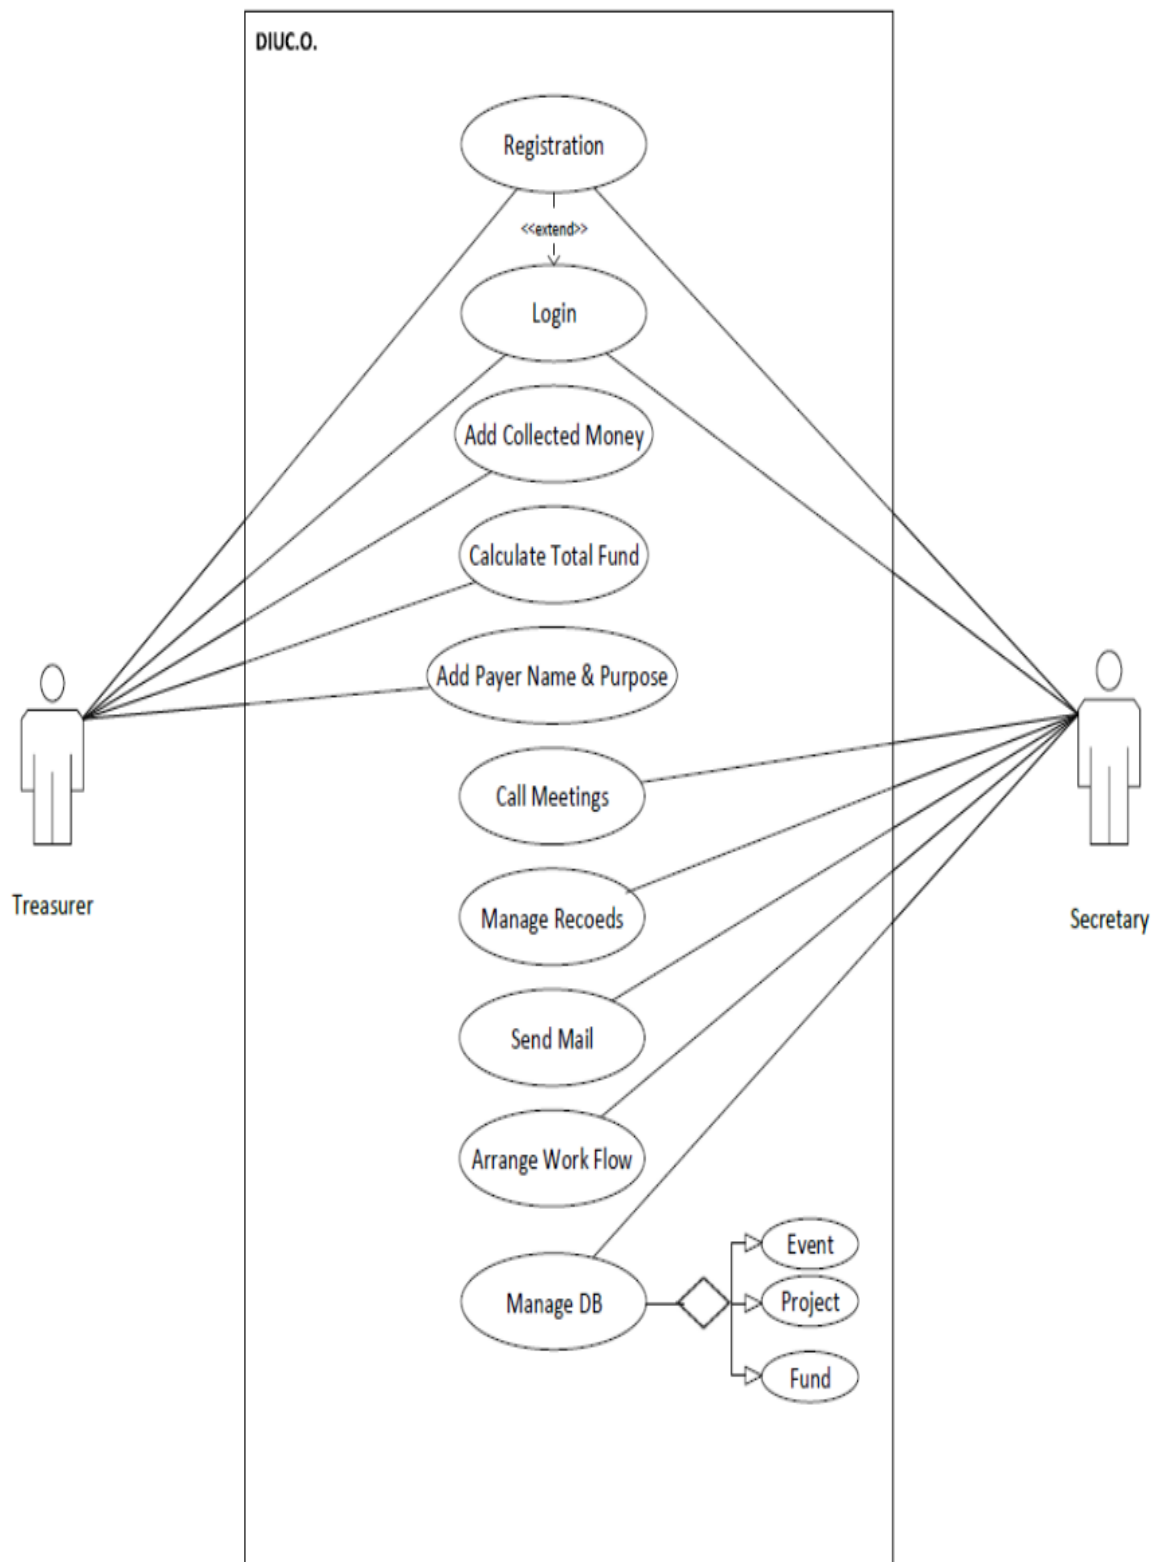 DIUC.O.
Registration
<<extend>>
Login
Add Collected Money
Calculate Total Fund
Add Payer Name & Purpose
Call Meetings
Treasurer
Manage Recoeds
Secretary
Send Mail
Arrange Work Flow
Event
Manage DB
Project
Fund